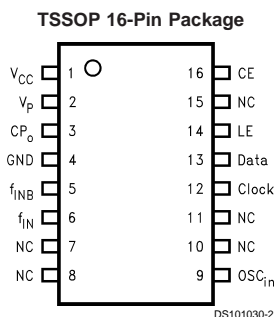 TSSOP 16-Pin Package
VCC 1 16 CE
VP 2 15 NC
CPo 3 14 LE
GND 4 13 Data
fINB 5 12 Clock
fIN 6 11 NC
NC 7 10 NC
NC 8 9 OSCin
DS101030-2